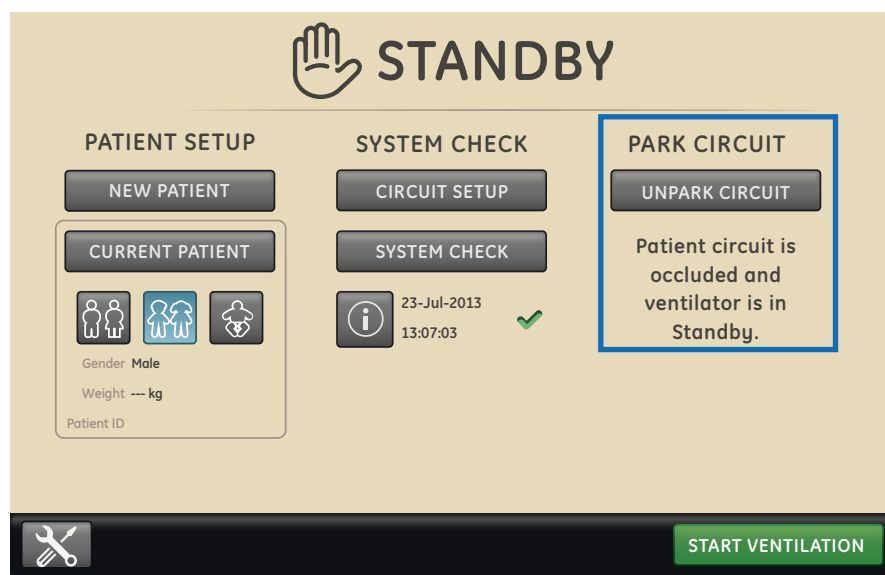 STANDBY
PATIENT SETUP
NEW PATIENT
CURRENT PATIENT
Gender Male
Weight --- kg
Patient ID
SYSTEM CHECK
CIRCUIT SETUP
SYSTEM CHECK
23-Jul-2013
13:07:03
PARK CIRCUIT
UNPARK CIRCUIT
Patient circuit is
occluded and
ventilator is in
Standby.
START VENTILATION